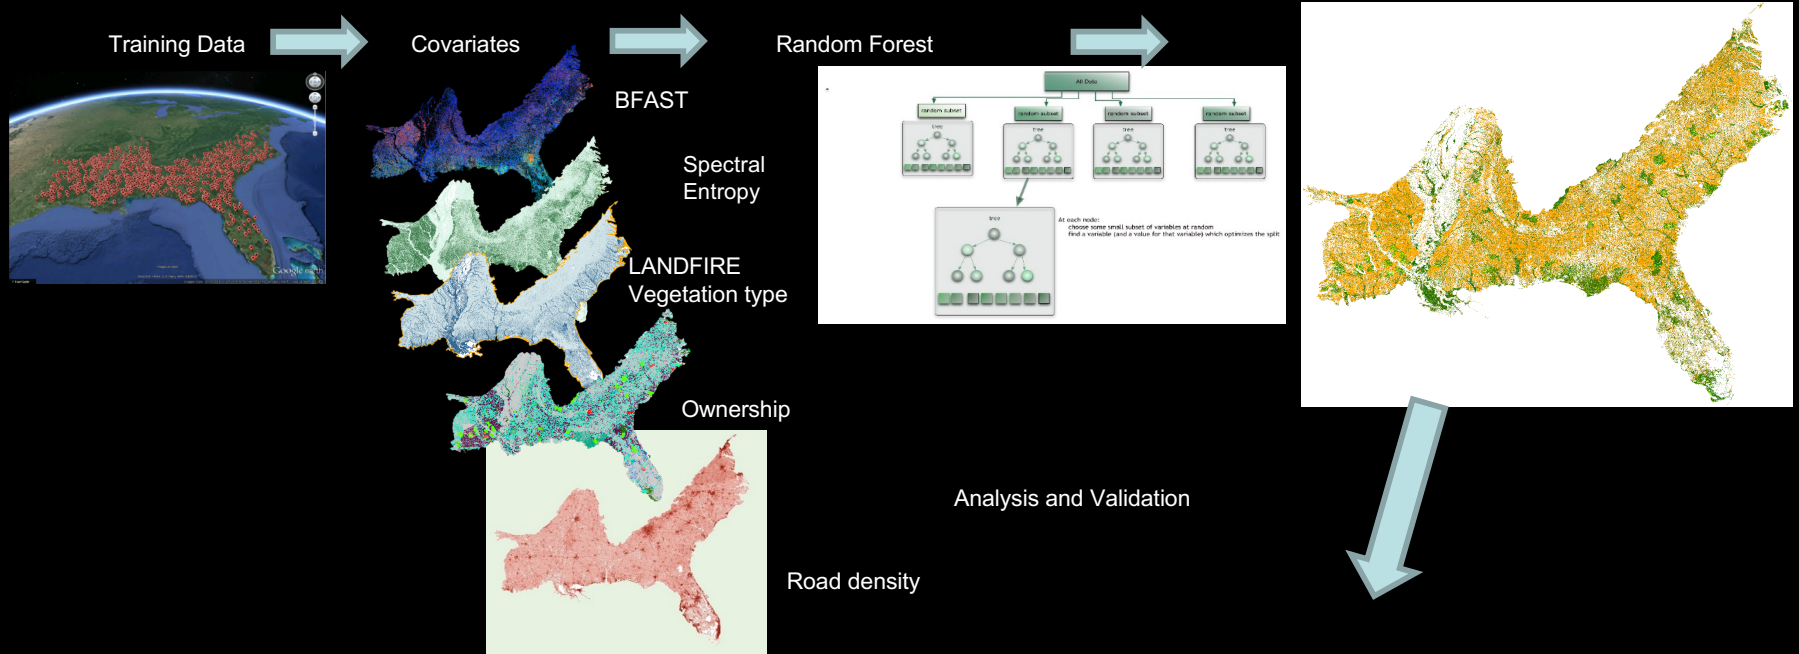 Training Data
Covariates
Random Forest
BFAST
Spectral
Entropy
LANDFIRE
Vegetation type
Ownership
Road density
Google earth
All Data
random subset
random subset
random subset
random subset
tree
tree
tree
tree
tree
At each node:
choose some small subset of variables at random
find a variable (and a value for that variable) which optimizes the split
Analysis and Validation